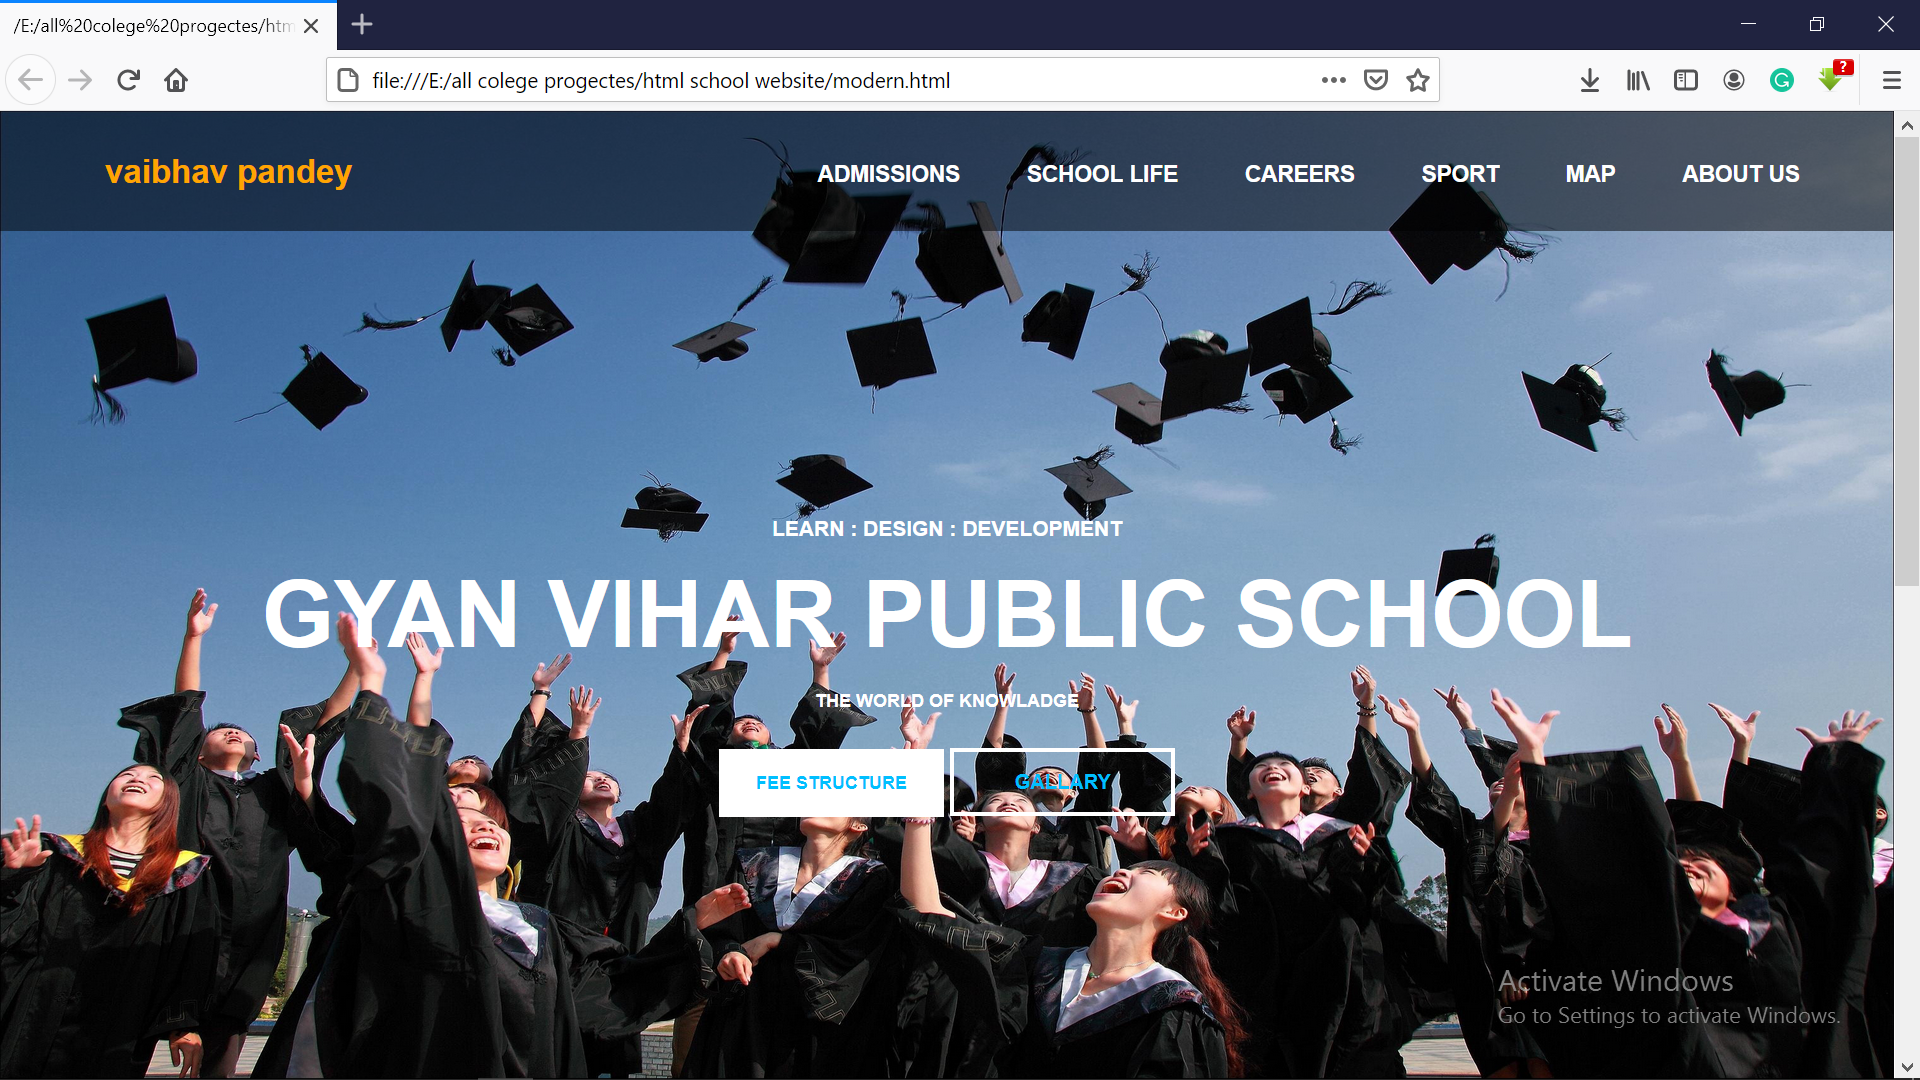 /E:/all%20colege%20progectes/htm
file:///E:/all colege progectes/html school website/modern.html
?
vaibhav pandey
ADMISSIONS SCHOOL LIFE CAREERS SPORT MAP ABOUT US
LEARN : DESIGN : DEVELOPMENT
GYAN VIHAR PUBLIC SCHOOL
THE WORLD OF KNOWLADGE
FEE STRUCTURE GALLARY
Activate Windows
Go to Settings to activate Windows.